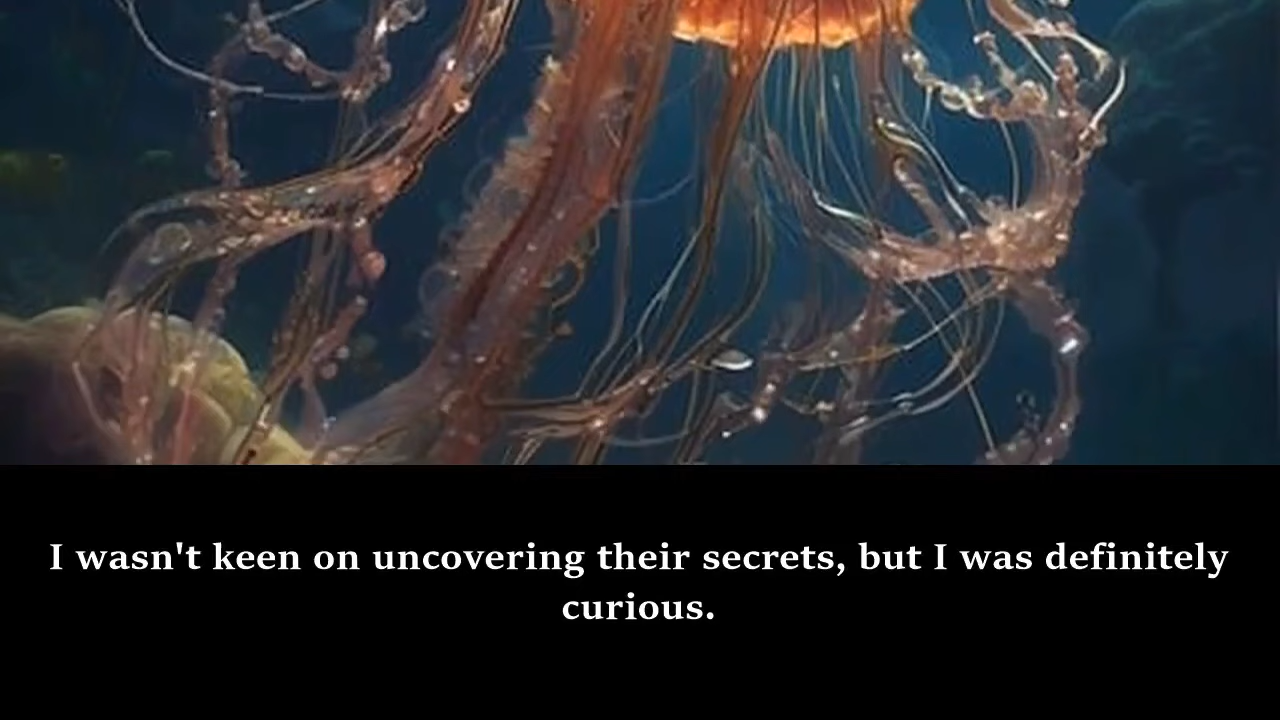 I wasn't keen on uncovering their secrets, but I was definitely
curious.